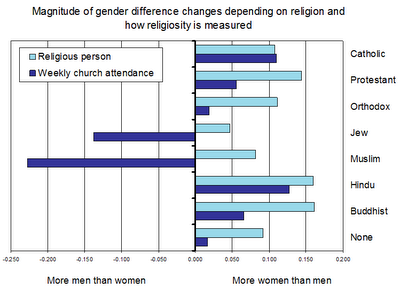 Magnitude of gender difference changes depending on religion and
how religiosity is measured
Religious person
Weekly church attendance
Catholic
Protestant
Orthodox
Jew
Muslim
Hindu
Buddhist
None
-0.250 -0.200 -0.150 -0.100 -0.050 0.000 0.050 0.100 0.150 0.200
More men than women More women than men